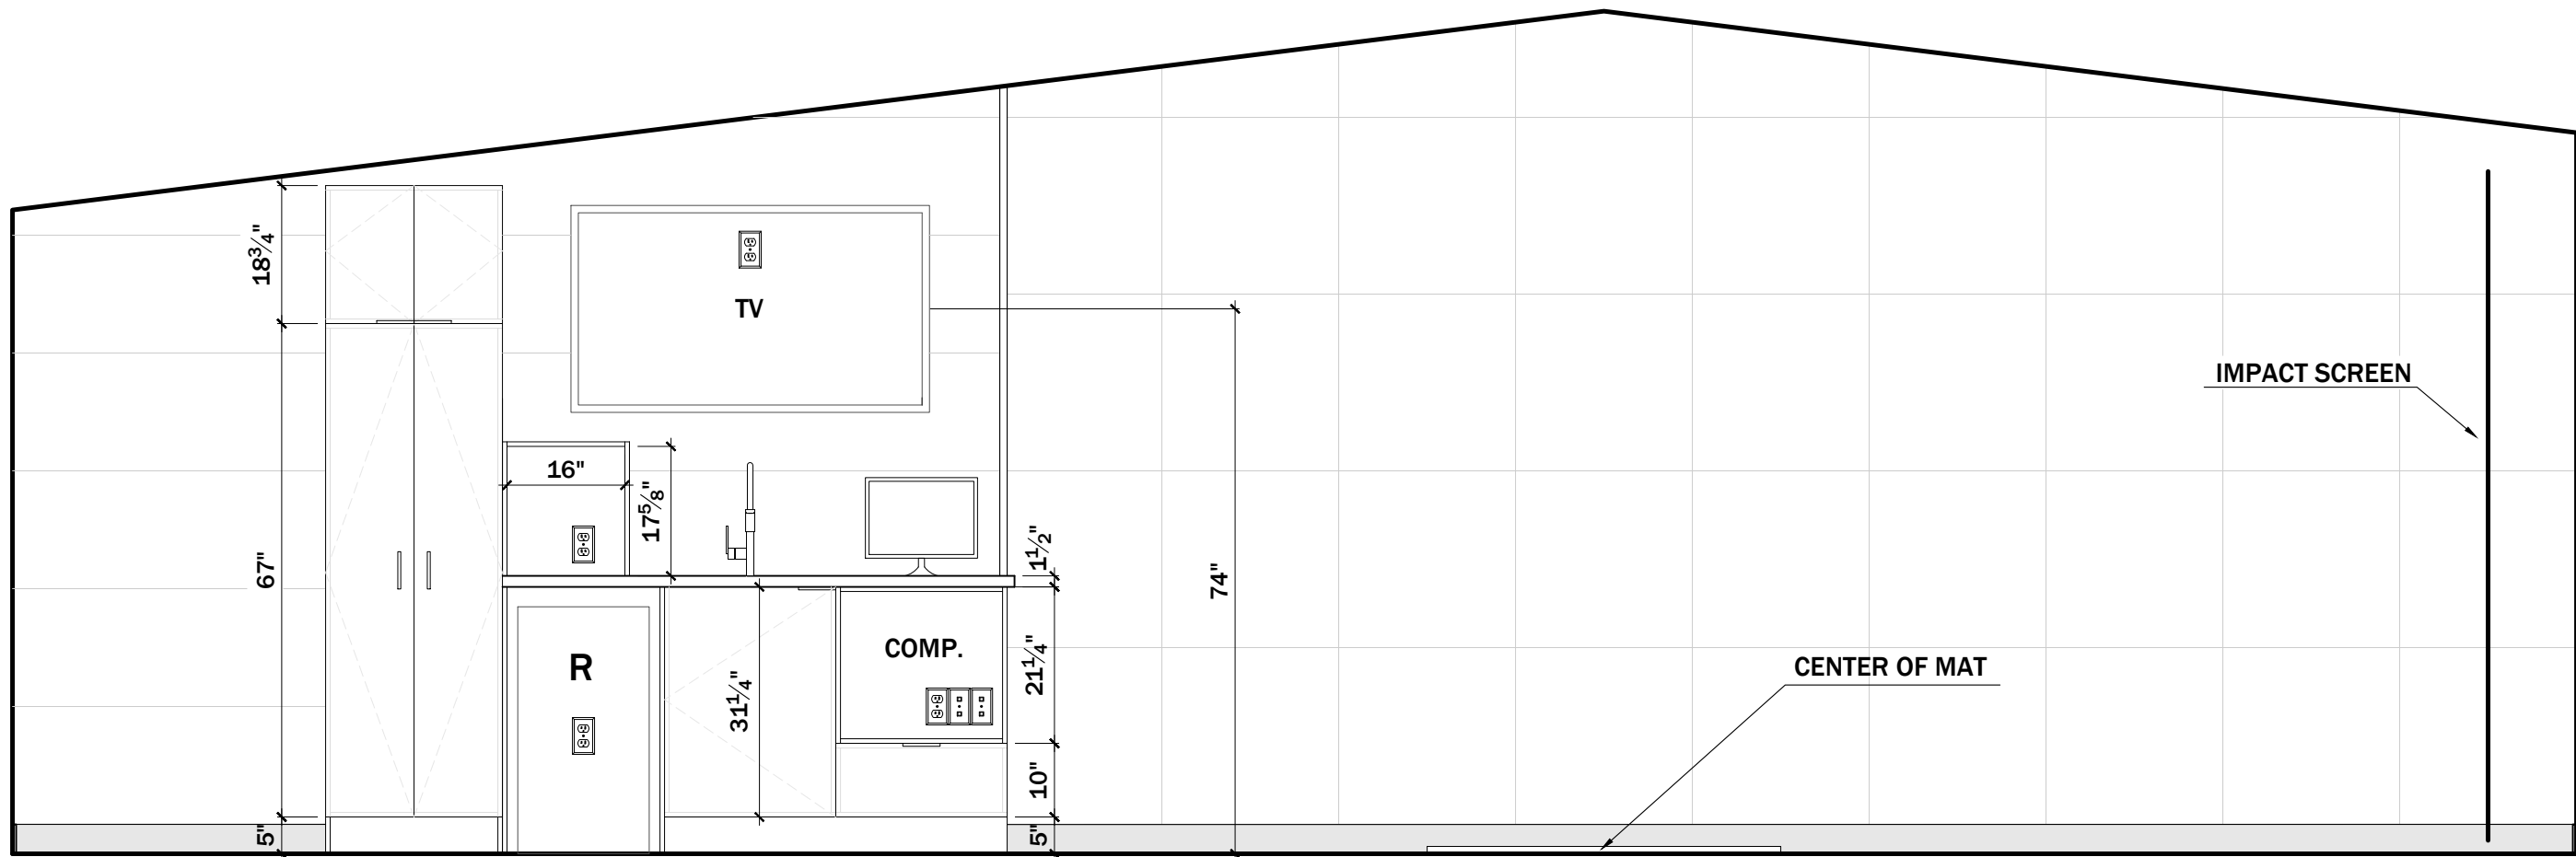 18¾"
TV
IMPACT SCREEN
16"
17⅝"
1½"
67"
74"
COMP.
R
31¼"
21¼"
CENTER OF MAT
10"
5"
5"